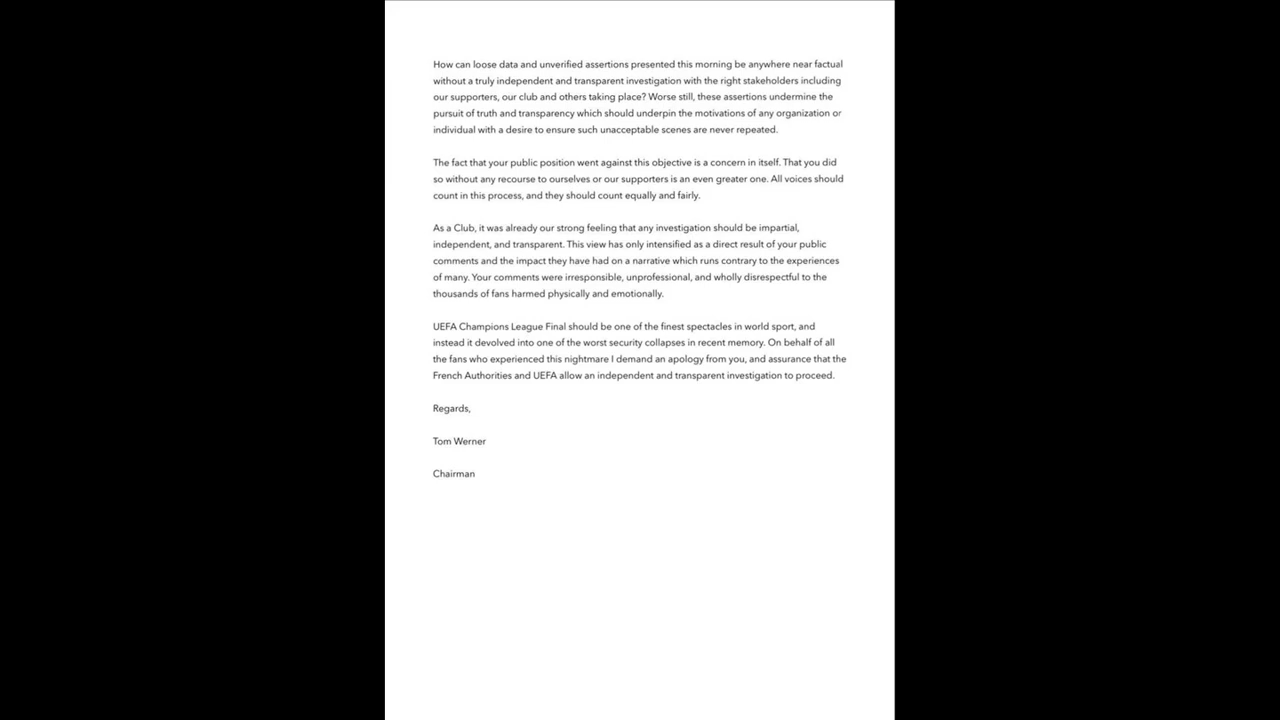 How can loose data and unverified assertions presented this morning be anywhere near factual
without a truly independent and transparent investigation with the right stakeholders including
our supporters, our club and others taking place? Worse still, these assertions undermine the
pursuit of truth and transparency which should underpin the motivations of any organization or
individual with a desire to ensure such unacceptable scenes are never repeated.
The fact that your public position went against this objective is a concern in itself. That you did
so without any recourse to ourselves or our supporters is an even greater one. All voices should
count in this process, and they should count equally and fairly.
As a Club, it was already our strong feeling that any investigation should be impartial,
independent, and transparent. This view has only intensified as a direct result of your public
comments and the impact they have had on a narrative which runs contrary to the experiences
of many. Your comments were irresponsible, unprofessional, and wholly disrespectful to the
thousands of fans harmed physically and emotionally.
UEFA Champions League Final should be one of the finest spectacles in world sport, and
instead it devolved into one of the worst security collapses in recent memory. On behalf of all
the fans who experienced this nightmare I demand an apology from you, and assurance that the
French Authorities and UEFA allow an independent and transparent investigation to proceed.
Regards,
Tom Werner
Chairman